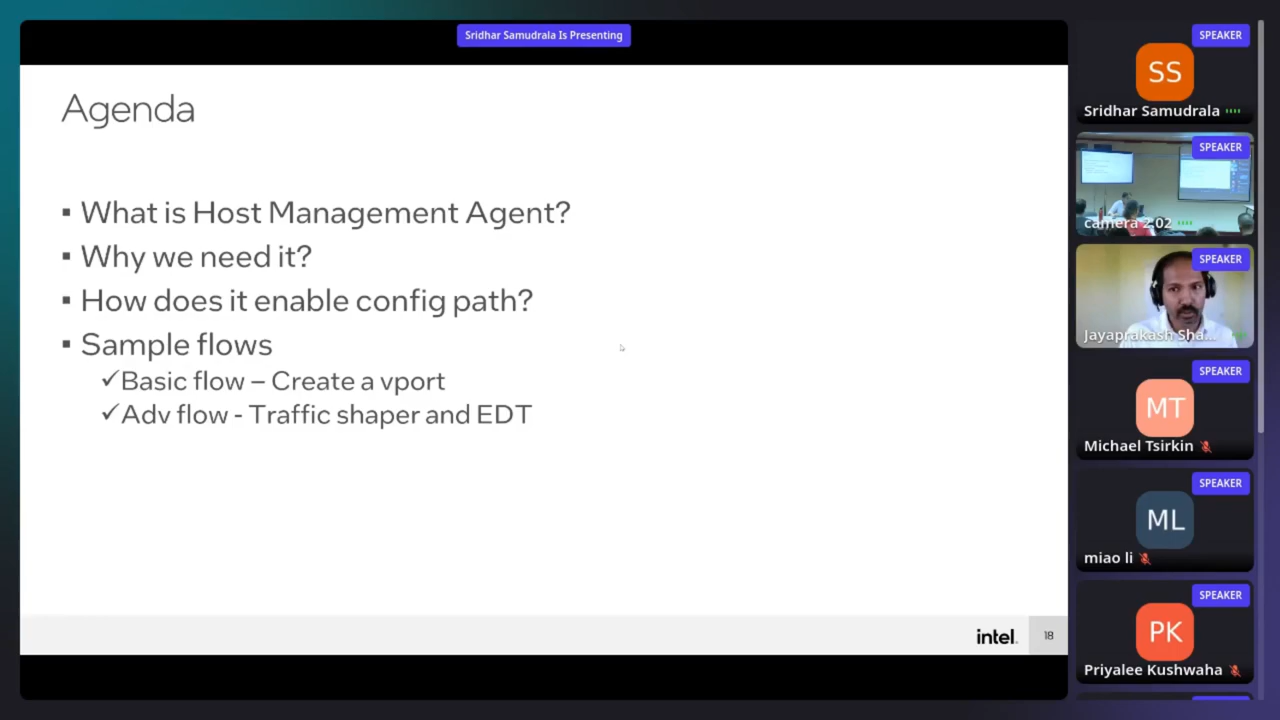 Sridhar Samudrala Is Presenting
Agenda
▪ What is Host Management Agent?
▪ Why we need it?
▪ How does it enable config path?
▪ Sample flows
✓Basic flow – Create a vport
✓Adv flow - Traffic shaper and EDT
intel.
18
SPEAKER
SS
Sridhar Samudrala
SPEAKER
camera 2.02
SPEAKER
Jayaprakash Sha...
SPEAKER
MT
Michael Tsirkin
SPEAKER
ML
miao li
SPEAKER
PK
Priyalee Kushwaha